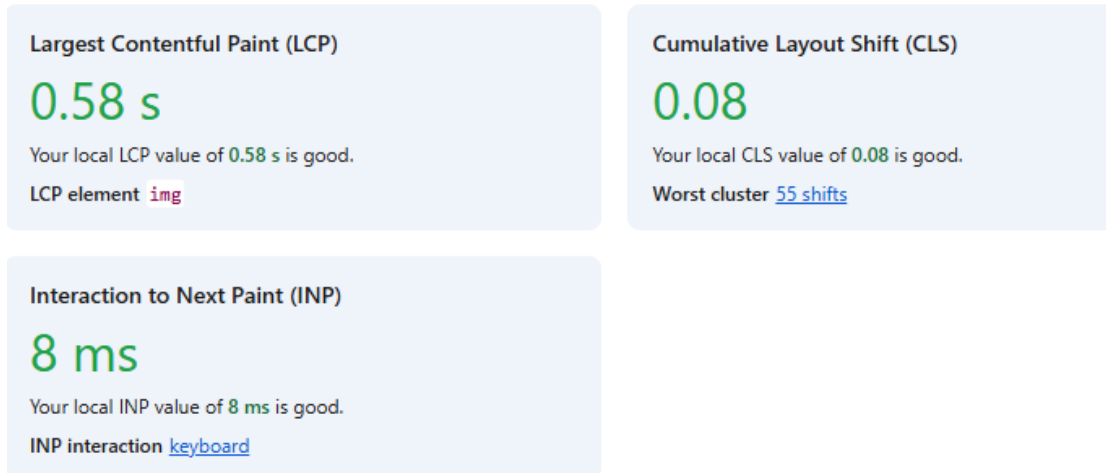 Largest Contentful Paint (LCP)
0.58 s
Your local LCP value of 0.58 s is good.
LCP element img
Cumulative Layout Shift (CLS)
0.08
Your local CLS value of 0.08 is good.
Worst cluster 55 shifts
Interaction to Next Paint (INP)
8 ms
Your local INP value of 8 ms is good.
INP interaction keyboard